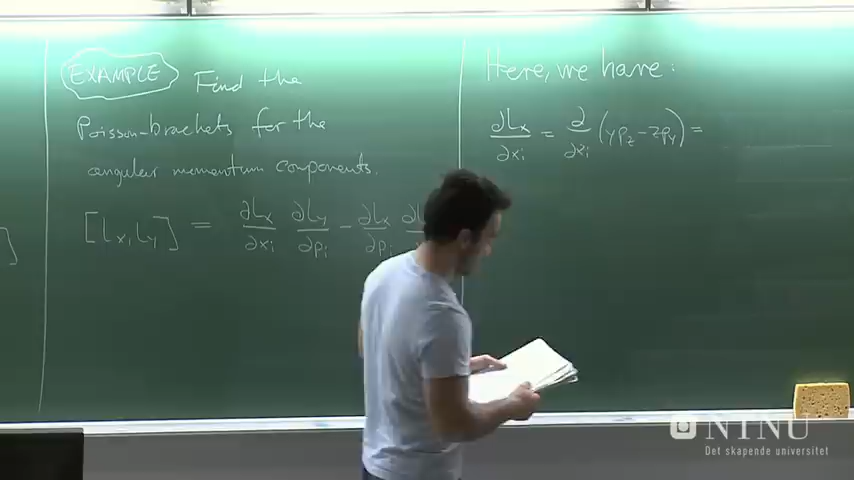 EXAMPLE Find the
Poisson-brackets for the
angular momentum components.
[Lx, Ly] = ∂Lx/∂xi ∂Ly/∂pi - ∂Lx/∂pi ∂L
Here, we have:
∂Lx/∂xi = ∂/∂xi (ypz - zpy) =
NTNU
Det skapende universitet